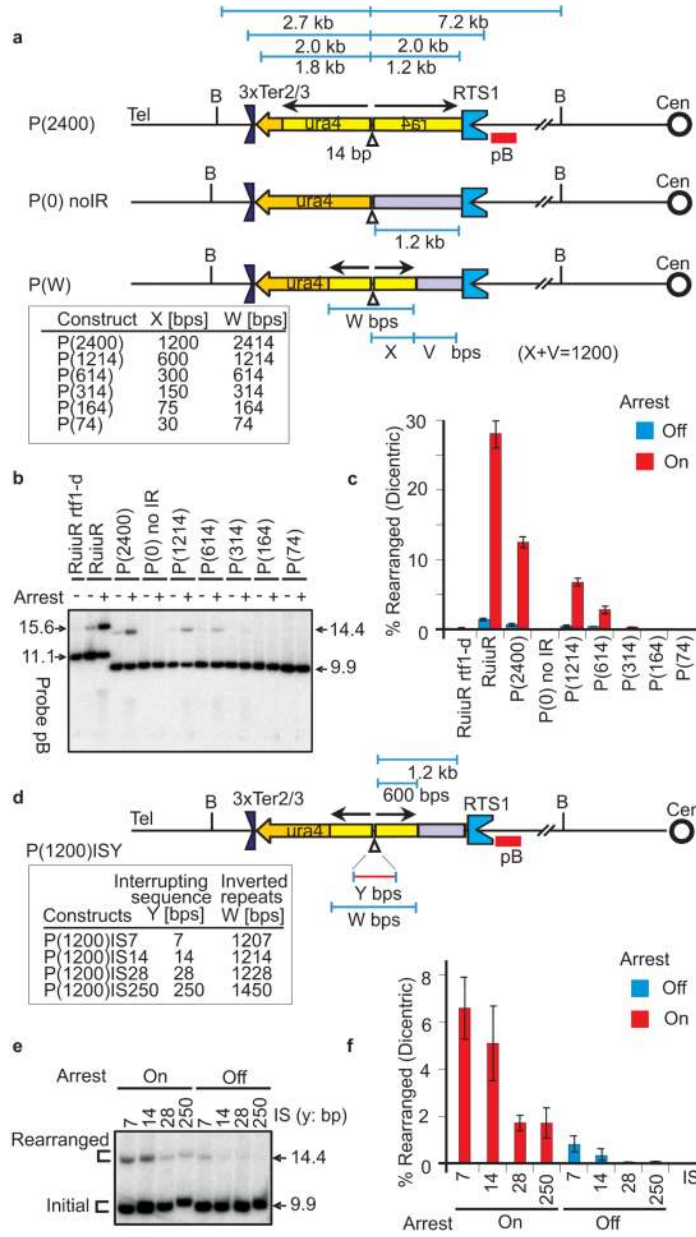 a
2.7 kb
7.2 kb
2.0 kb
2.0 kb
1.8 kb
1.2 kb
P(2400)
Tel
B
3xTer2/3
ura4
ura4
RTS1
B
Cen
14 bp
pB
P(0) noIR
B
ura4
B
Cen
1.2 kb
P(W)
B
ura4
B
Cen
W bps
X
V
bps
(X+V=1200)
Construct X [bps] W [bps]
P(2400) 1200 2414
P(1214) 600 1214
P(614) 300 614
P(314) 150 314
P(164) 75 164
P(74) 30 74
b
RuiuR rtf1-d
RuiuR
P(2400)
P(0) no IR
P(1214)
P(614)
P(314)
P(164)
P(74)
Arrest - + - + - + - + - + - + - + - + - +
15.6
11.1
14.4
9.9
Probe pB
c
% Rearranged (Dicentric)
30
20
10
0
Arrest
Off
On
RuiuR rtf1-d
RuiuR
P(2400)
P(0) no IR
P(1214)
P(614)
P(314)
P(164)
P(74)
d
1.2 kb
600 bps
Tel
B
3xTer2/3
ura4
RTS1
B
Cen
pB
P(1200)ISY
Y bps
W bps
Interrupting Inverted
sequence repeats
Constructs Y [bps] W [bps]
P(1200)IS7 7 1207
P(1200)IS14 14 1214
P(1200)IS28 28 1228
P(1200)IS250 250 1450
e
Arrest On Off
7 14 28 250 7 14 28 250 IS (y: bp)
Rearranged
14.4
Initial
9.9
f
% Rearranged (Dicentric)
8
6
4
2
0
Arrest
Off
On
7 14 28 250 7 14 28 250 IS
Arrest On Off